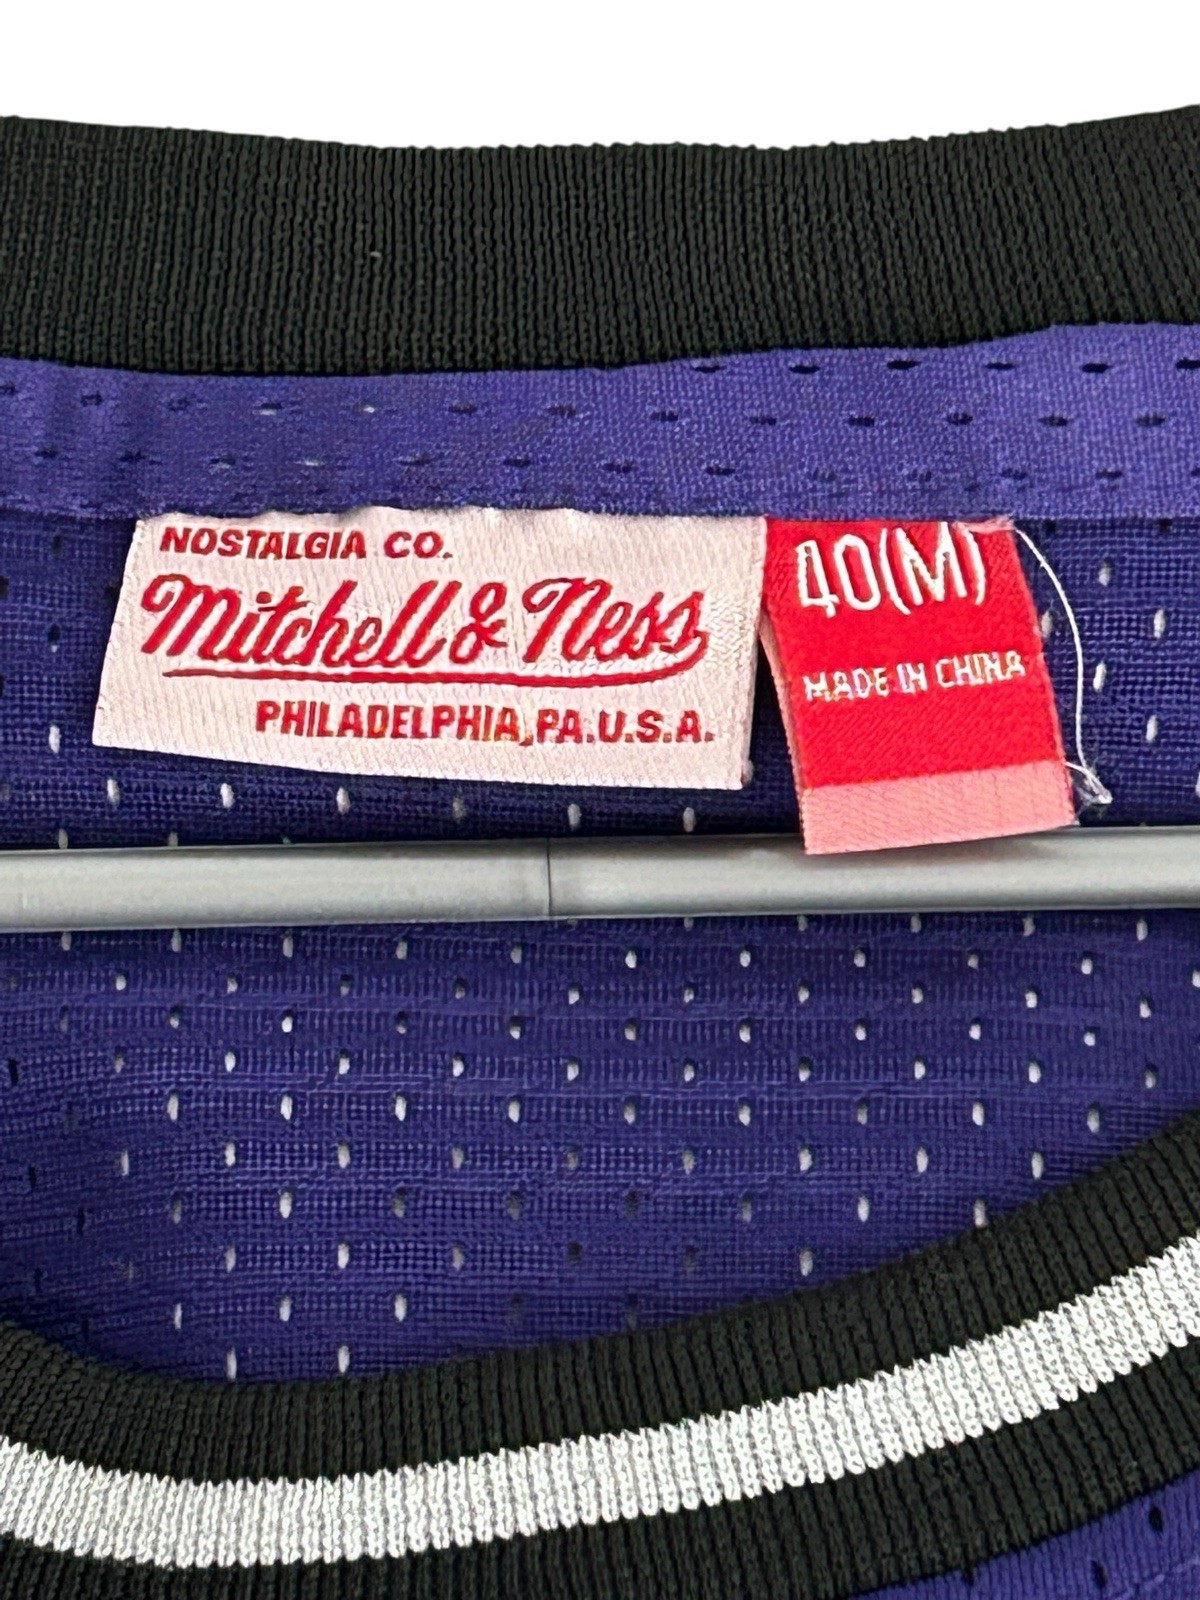 NOSTALGIA CO.
Mitchell & Ness
PHILADELPHIA, PA. U.S.A.
40(M)
MADE IN CHINA